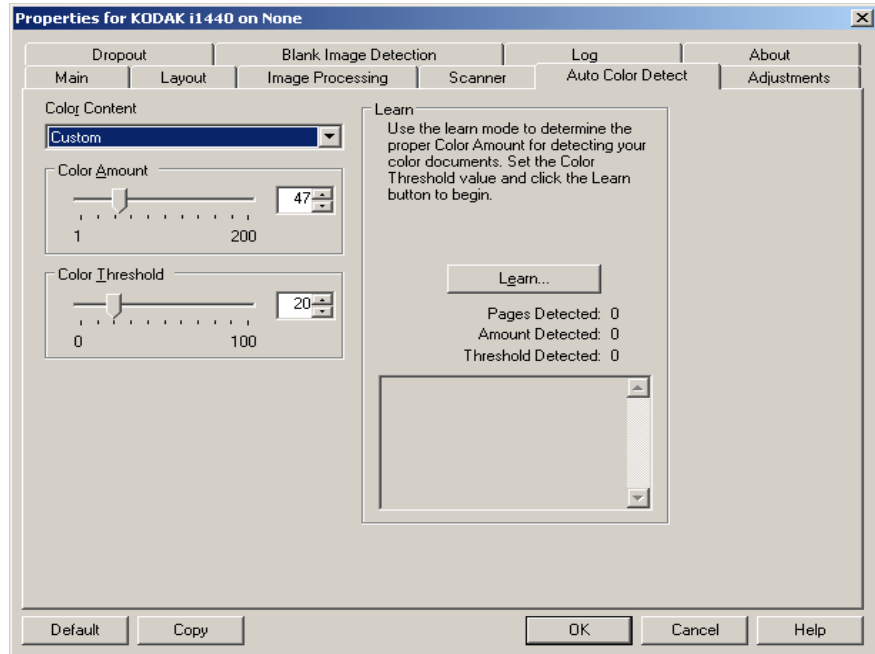 Properties for KODAK i1440 on None
Dropout
Blank Image Detection
Log
About
Main
Layout
Image Processing
Scanner
Auto Color Detect
Adjustments
Color Content
Custom
Color Amount
47
1 200
Color Threshold
20
0 100
Learn
Use the learn mode to determine the
proper Color Amount for detecting your
color documents. Set the Color
Threshold value and click the Learn
button to begin.
Learn...
Pages Detected: 0
Amount Detected: 0
Threshold Detected: 0
Default
Copy
OK
Cancel
Help